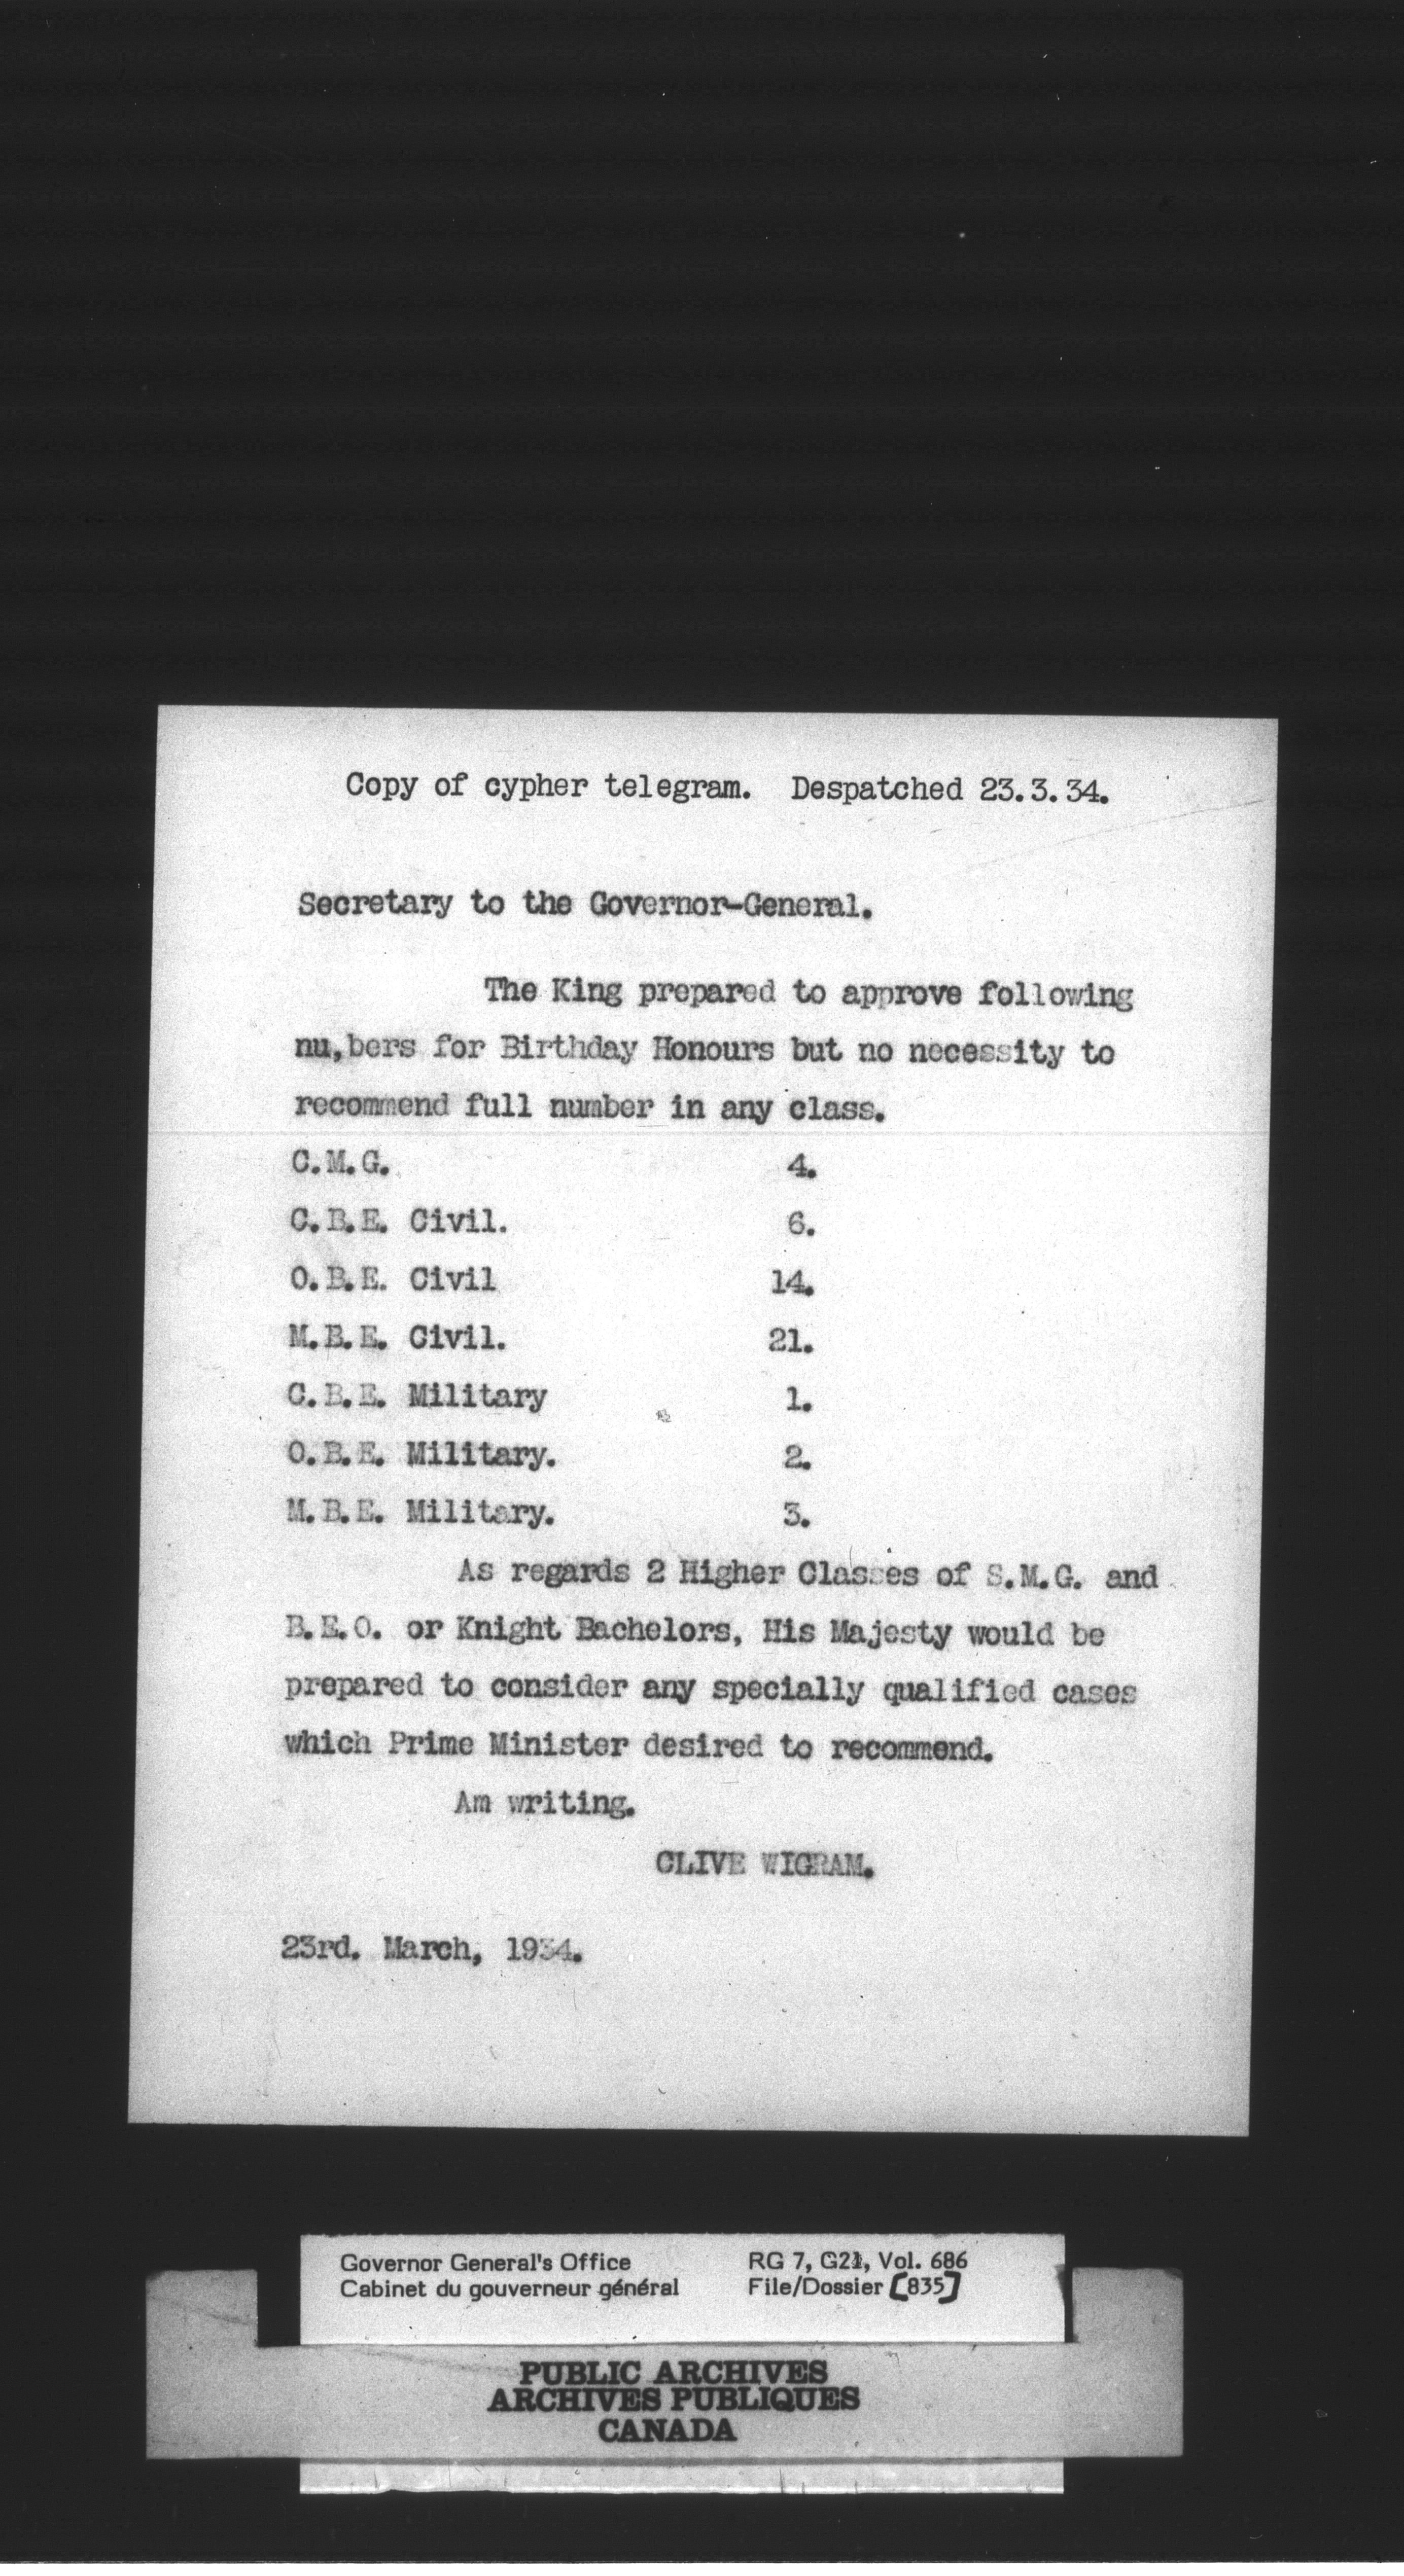 Copy of cypher telegram. Despatched 23.3.34.
Secretary to the Governor-General.
The King prepared to approve following
nu,bers for Birthday Honours but no necessity to
recommend full number in any class.
C.M.G. 4.
C.B.E. Civil. 6.
O.B.E. Civil 14.
M.B.E. Civil. 21.
C.B.E. Military 1.
O.B.E. Military. 2.
M.B.E. Military. 3.
As regards 2 Higher Classes of S.M.G. and
B.E.O. or Knight Bachelors, His Majesty would be
prepared to consider any specially qualified cases
which Prime Minister desired to recommend.
Am writing.
CLIVE WIGRAM.
23rd. March, 1934.
Governor General's Office RG 7, G21, Vol. 686
Cabinet du gouverneur général File/Dossier [835]
PUBLIC ARCHIVES
ARCHIVES PUBLIQUES
CANADA